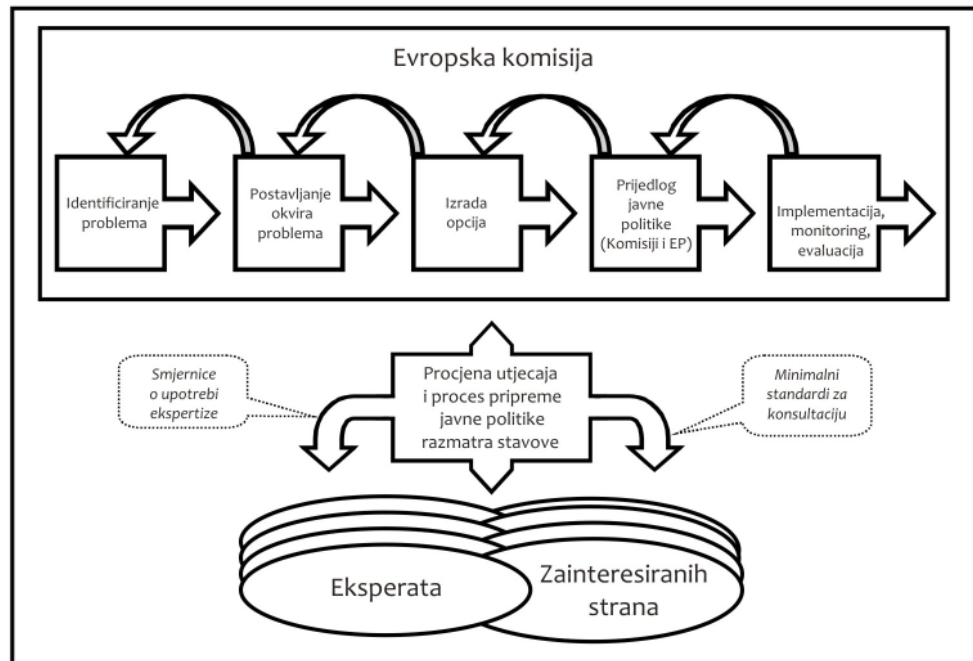 Evropska komisija
Identificiranje
problema
Postavljanje
okvira
problema
Izrada
opcija
Prijedlog
javne
politike
(Komisiji i EP)
Implementacija,
monitoring,
evaluacija
Smjernice
o upotrebi
ekspertize
Procjena utjecaja
i proces pripreme
javne politike
razmatra stavove
Minimalni
standardi za
konsultaciju
Eksperata
Zainteresiranih
strana